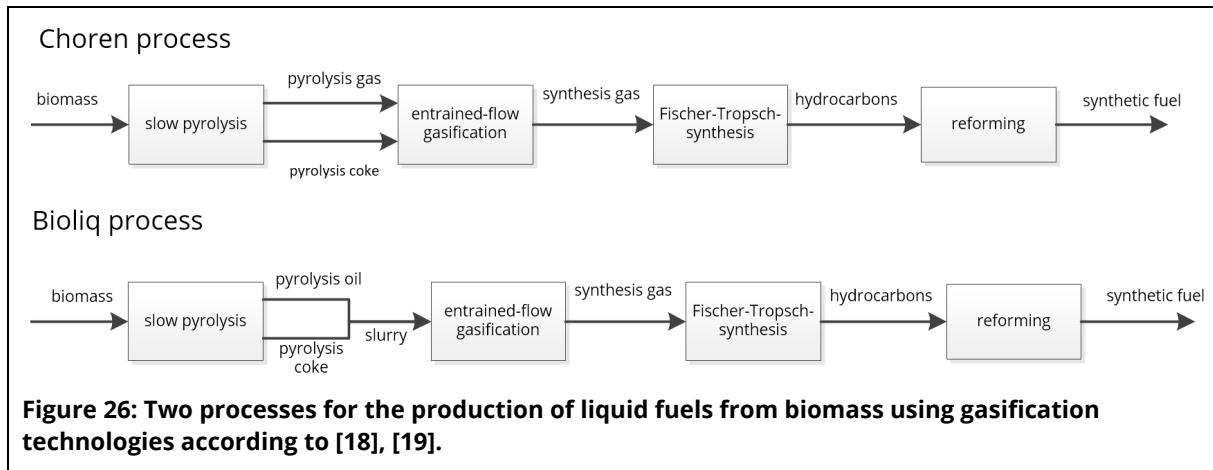 Choren process
biomass
slow pyrolysis
pyrolysis gas
pyrolysis coke
entrained-flow
gasification
synthesis gas
Fischer-Tropsch-
synthesis
hydrocarbons
reforming
synthetic fuel
Bioliq process
biomass
slow pyrolysis
pyrolysis oil
pyrolysis
coke
slurry
entrained-flow
gasification
synthesis gas
Fischer-Tropsch-
synthesis
hydrocarbons
reforming
synthetic fuel
Figure 26: Two processes for the production of liquid fuels from biomass using gasification
technologies according to [18], [19].